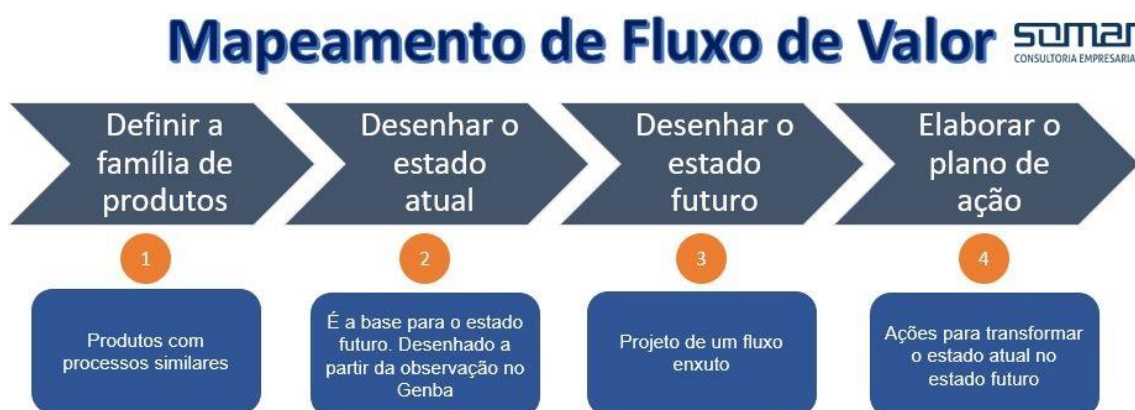 Mapeamento de Fluxo de Valor
somar
CONSULTORIA EMPRESARIA
Definir a
família de
produtos
Desenhar o
estado
atual
Desenhar o
estado
futuro
Elaborar o
plano de
ação
1
2
3
4
Produtos com
processos similares
É a base para o estado
futuro. Desenhado a
partir da observação no
Genba
Projeto de um fluxo
enxuto
Ações para transformar
o estado atual no
estado futuro